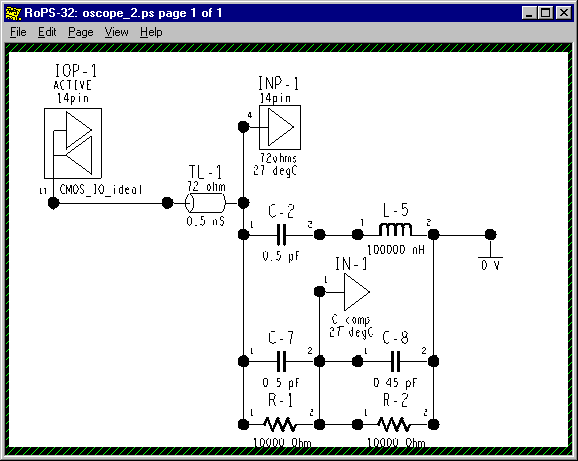 RoPS-32: oscope_2.ps page 1 of 1
File Edit Page View Help
IOP-1
ACTIVE
14pin
INP-1
14pin
4
72ohms
27 degC
TL-1
72 ohm
0.5 nS
CMOS_IO_ideal
C-2
1 2
0.5 pF
L-5
1 2
100000 nH
0 V
IN-1
1
C_comp
27 degC
C-7
1 2
0.5 pF
C-8
1 2
0.45 pF
R-1
1 2
10000 Ohm
R-2
1 2
10000 Ohm